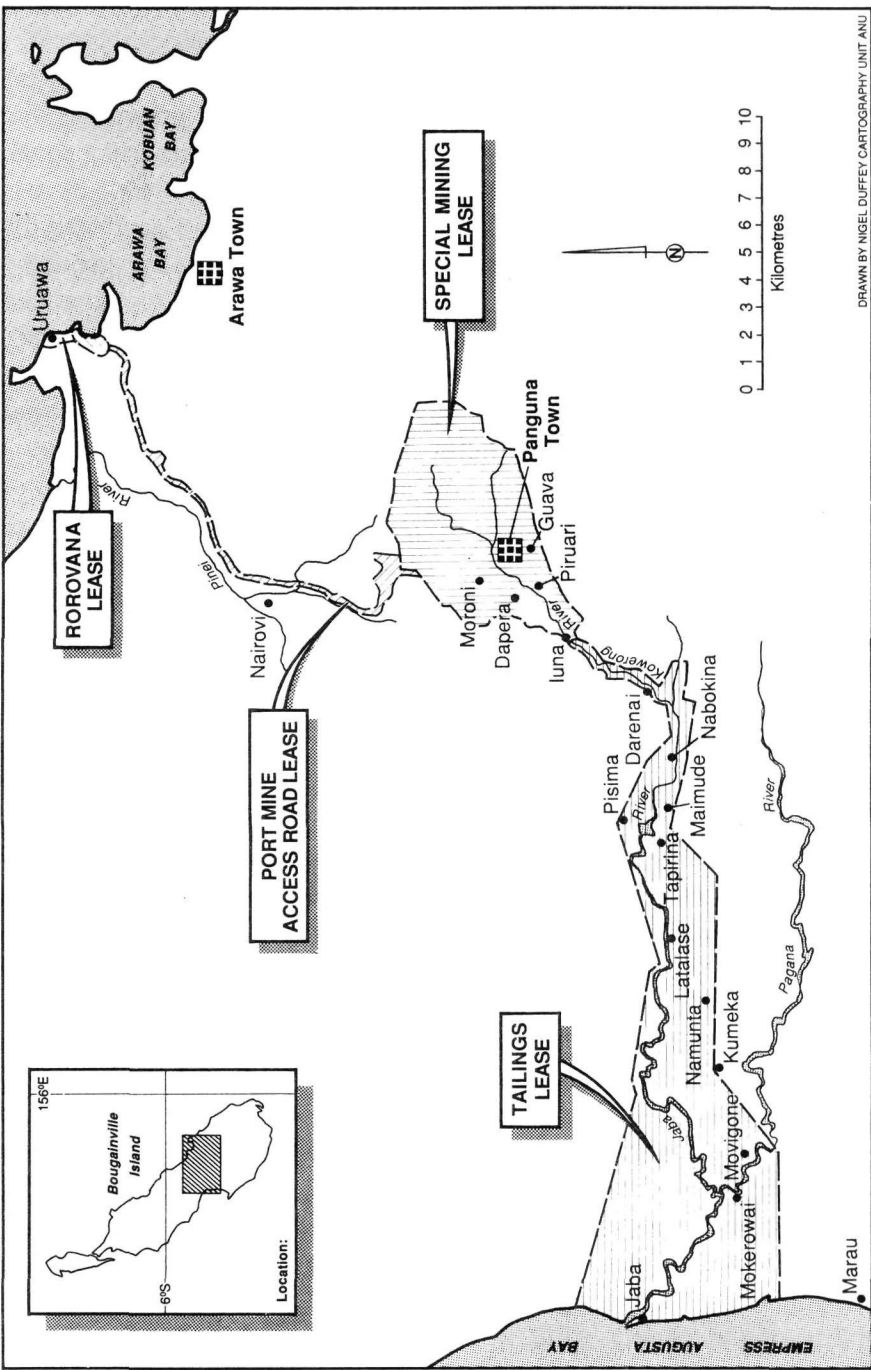 156°E
Bougainville
Island
6°S
Location:
Uruawa
KOBUAN
BAY
ARAWA
BAY
Arawa Town
ROROVANA
LEASE
River
Pinei
Nairovi
PORT MINE
ACCESS ROAD LEASE
SPECIAL MINING
LEASE
Panguna
Town
Guava
Moroni
Dapera
Piruari
River
Iuna
Kowerong
Darenai
Nabokina
Pisima
River
Maimude
Tapirina
Latalase
Namunta
Kumeka
TAILINGS
LEASE
Jaba
Movigone
Mokerowai
Jaba
Pagana
River
Marau
EMPRESS AUGUSTA BAY
N
0 1 2 3 4 5 6 7 8 9 10
Kilometres
DRAWN BY NIGEL DUFFEY CARTOGRAPHY UNIT ANU